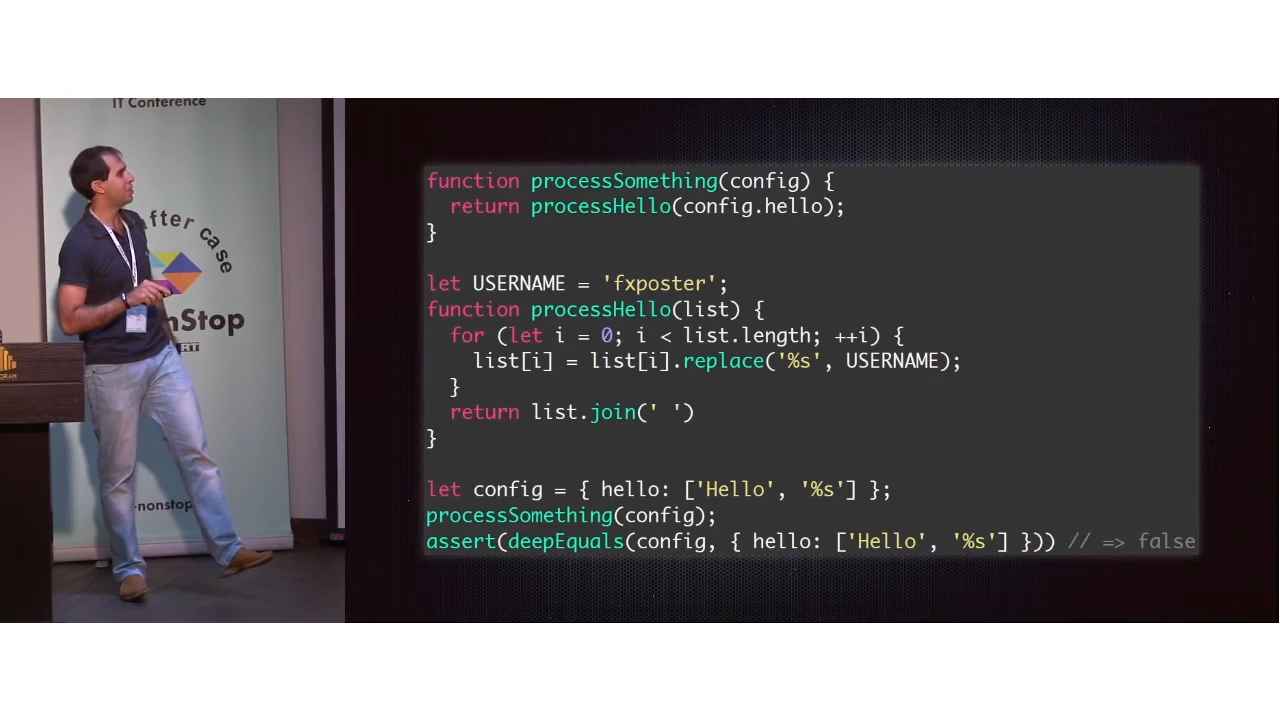 IT Conference
after case
nStop
ART
-nonstop
function processSomething(config) {
  return processHello(config.hello);
}
let USERNAME = 'fxposter';
function processHello(list) {
  for (let i = 0; i < list.length; ++i) {
    list[i] = list[i].replace('%s', USERNAME);
  }
  return list.join(' ')
}
let config = { hello: ['Hello', '%s'] };
processSomething(config);
assert(deepEquals(config, { hello: ['Hello', '%s'] })) // => false